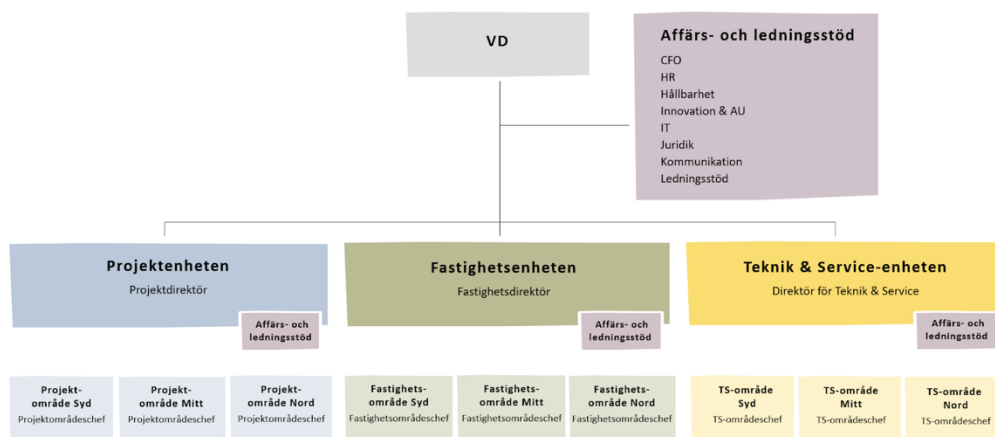 VD
Affärs- och ledningsstöd
CFO
HR
Hållbarhet
Innovation & AU
IT
Juridik
Kommunikation
Ledningsstöd
Projektenheten
Projektdirektör
Affärs- och
ledningsstöd
Fastighetsenheten
Fastighetsdirektör
Affärs- och
ledningsstöd
Teknik & Service-enheten
Direktör för Teknik & Service
Affärs- och
ledningsstöd
Projekt-
område Syd
Projektområdeschef
Projekt-
område Mitt
Projektområdeschef
Projekt-
område Nord
Projektområdeschef
Fastighets-
område Syd
Fastighetsområdeschef
Fastighets-
område Mitt
Fastighetsområdeschef
Fastighets-
område Nord
Fastighetsområdeschef
TS-område
Syd
TS-områdeschef
TS-område
Mitt
TS-områdeschef
TS-område
Nord
TS-områdeschef